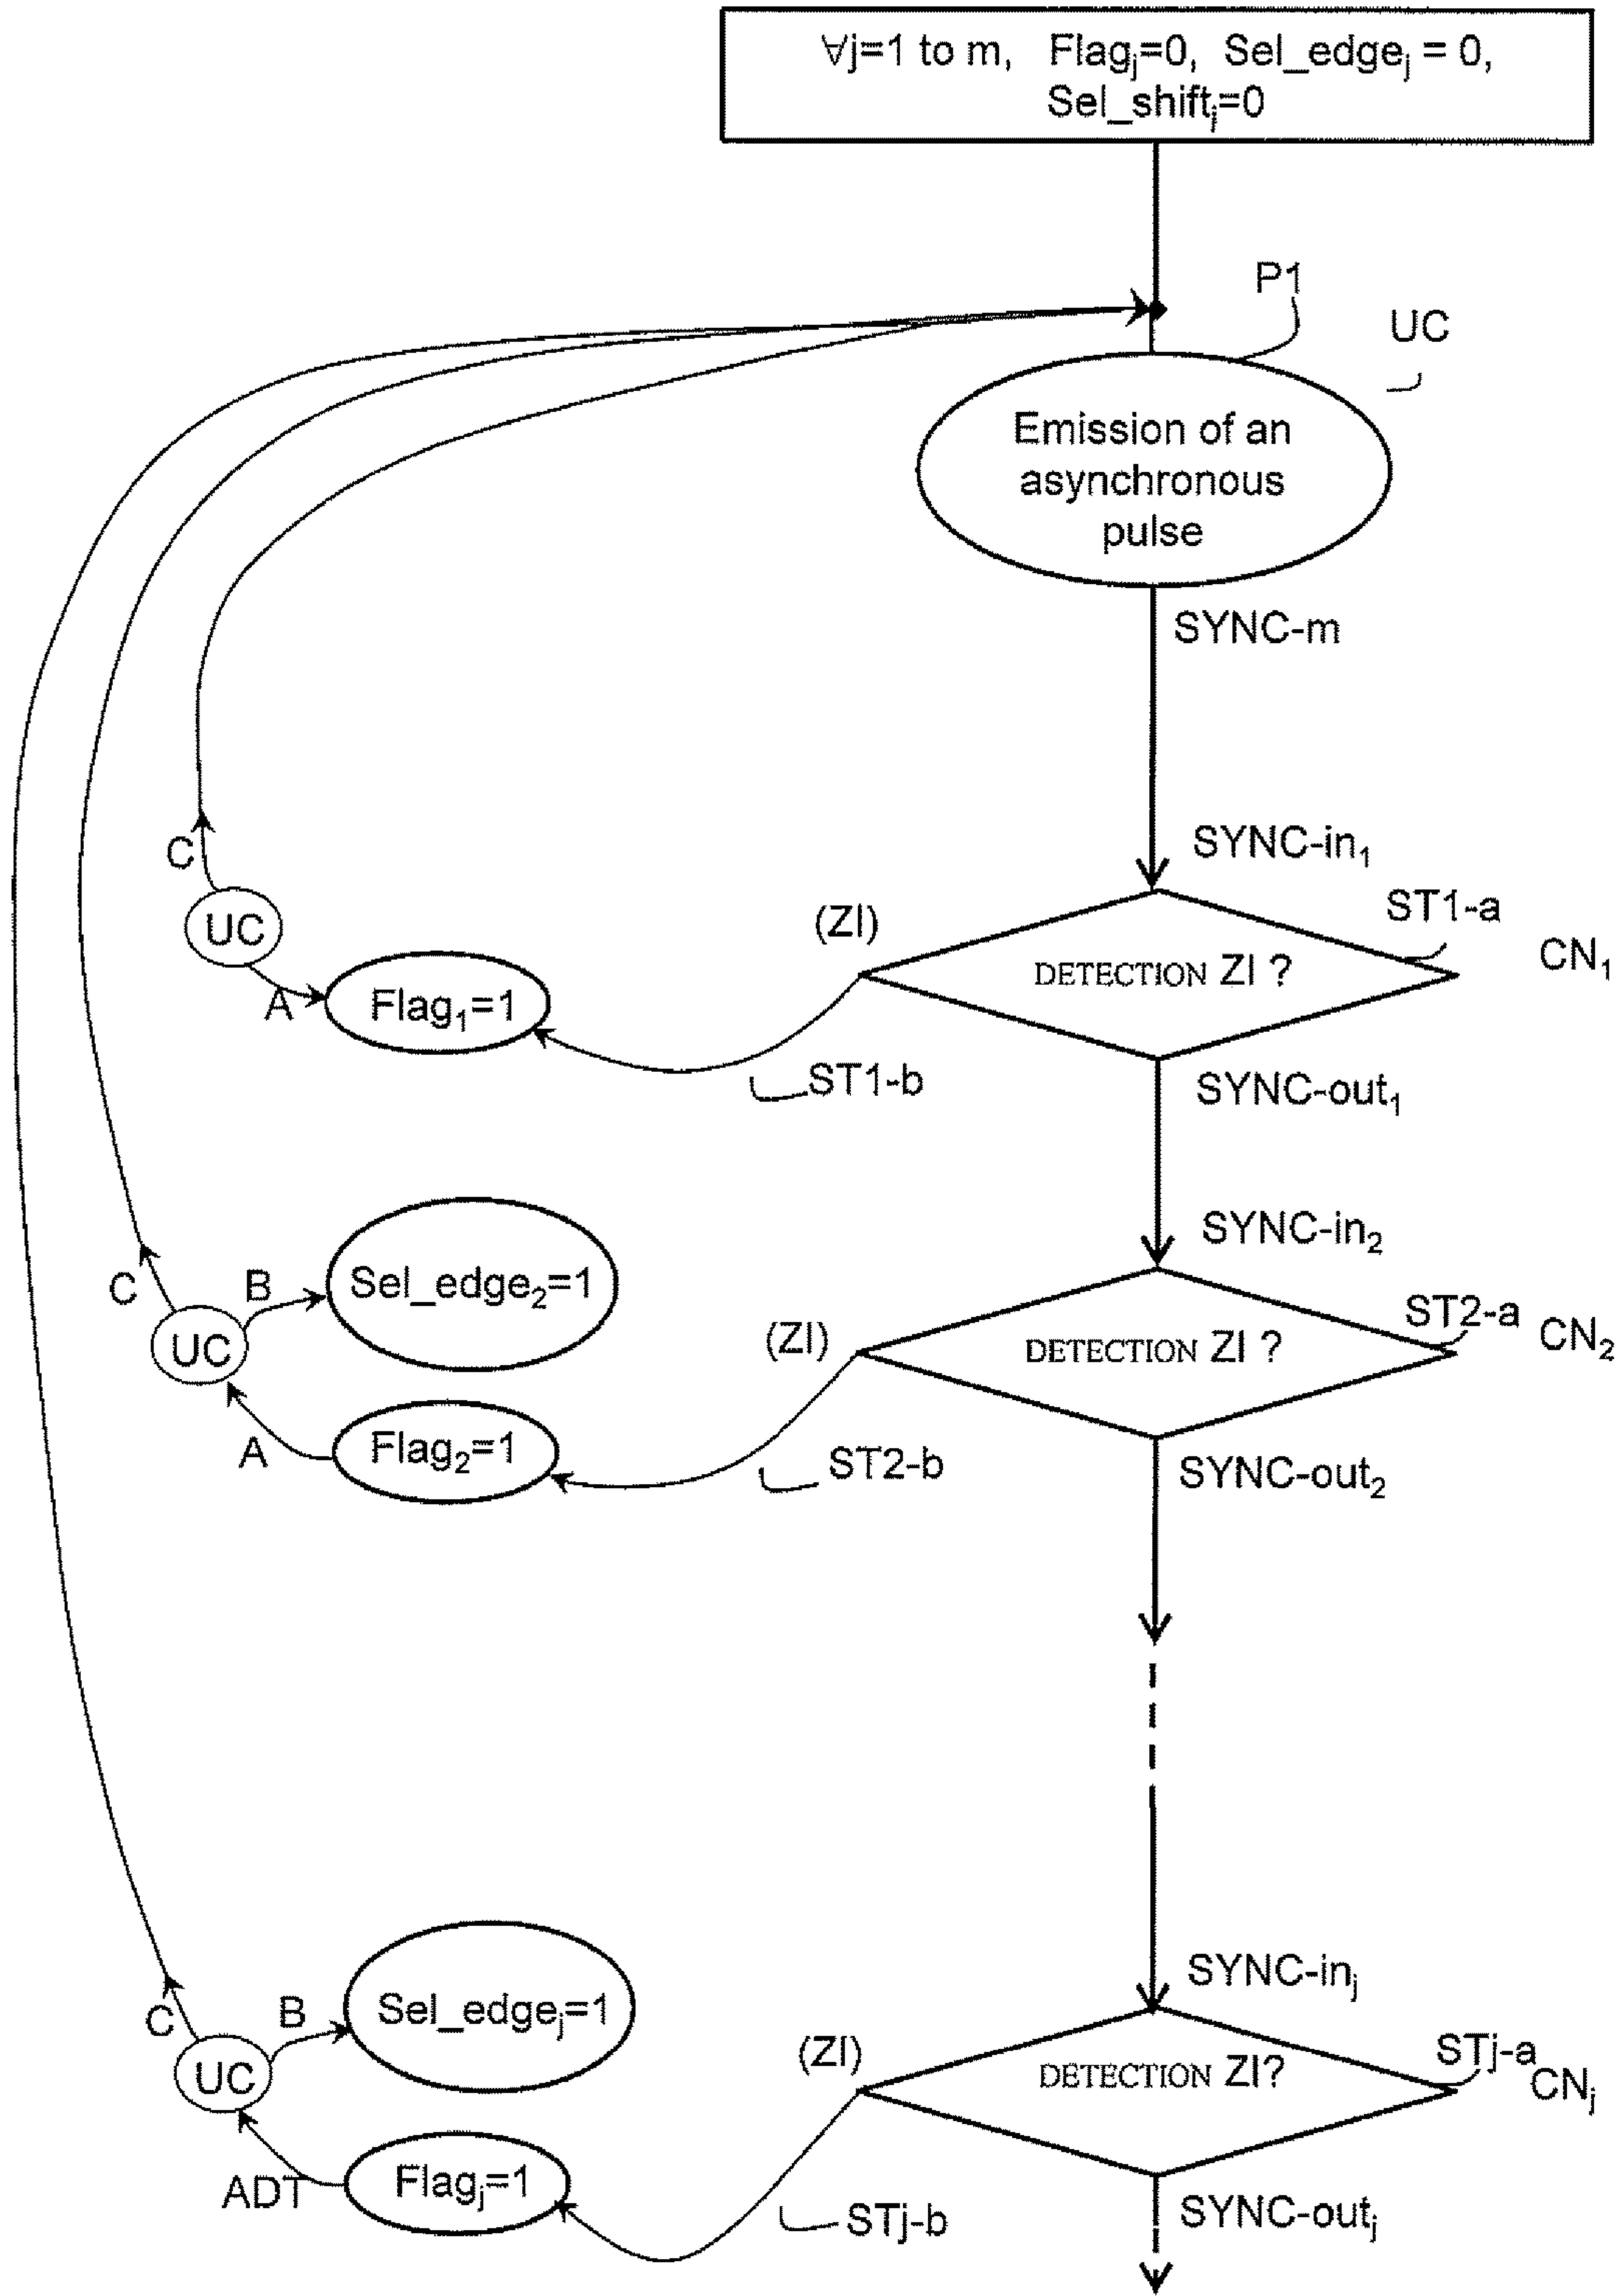 ∀j=1 to m, Flagⱼ=0, Sel_edgeⱼ = 0,
Sel_shiftⱼ=0
P1
UC
Emission of an
asynchronous
pulse
SYNC-m
SYNC-in₁
C
UC
A
Flag₁=1
(ZI)
DETECTION ZI ?
ST1-a
CN₁
ST1-b
SYNC-out₁
SYNC-in₂
C
B
Sel_edge₂=1
UC
(ZI)
DETECTION ZI ?
ST2-a
CN₂
A
Flag₂=1
ST2-b
SYNC-out₂
SYNC-inⱼ
C
B
Sel_edgeⱼ=1
UC
(ZI)
DETECTION ZI?
STj-a
CNⱼ
ADT
Flagⱼ=1
STj-b
SYNC-outⱼ